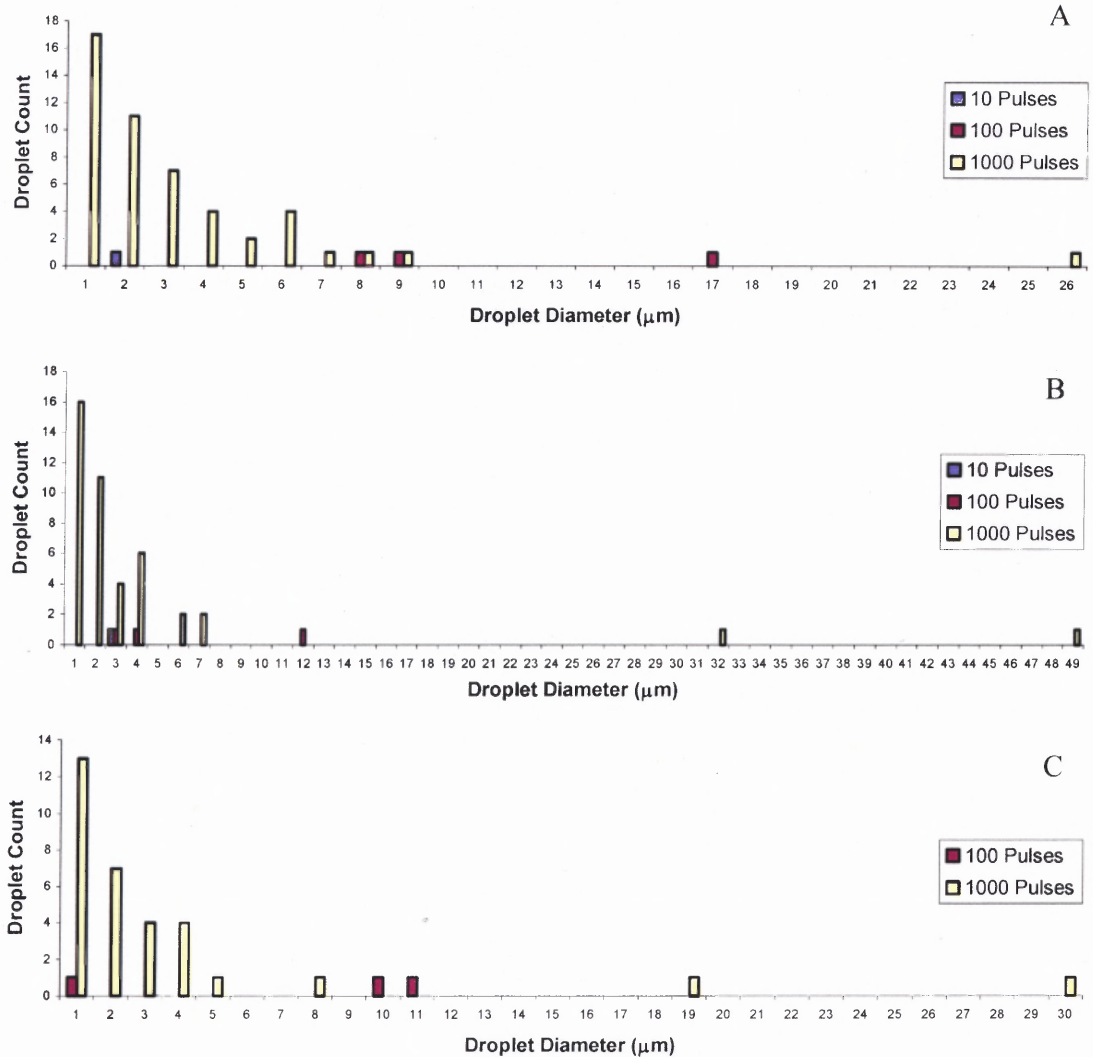 A
18
16
14
12
10
8
6
4
2
0
Droplet Count
10 Pulses
100 Pulses
1000 Pulses
1 2 3 4 5 6 7 8 9 10 11 12 13 14 15 16 17 18 19 20 21 22 23 24 25 26
Droplet Diameter (μm)
B
18
16
14
12
10
8
6
4
2
0
Droplet Count
10 Pulses
100 Pulses
1000 Pulses
1 2 3 4 5 6 7 8 9 10 11 12 13 14 15 16 17 18 19 20 21 22 23 24 25 26 27 28 29 30 31 32 33 34 35 36 37 38 39 40 41 42 43 44 45 46 47 48 49
Droplet Diameter (μm)
C
14
12
10
8
6
4
2
0
Droplet Count
100 Pulses
1000 Pulses
1 2 3 4 5 6 7 8 9 10 11 12 13 14 15 16 17 18 19 20 21 22 23 24 25 26 27 28 29 30
Droplet Diameter (μm)